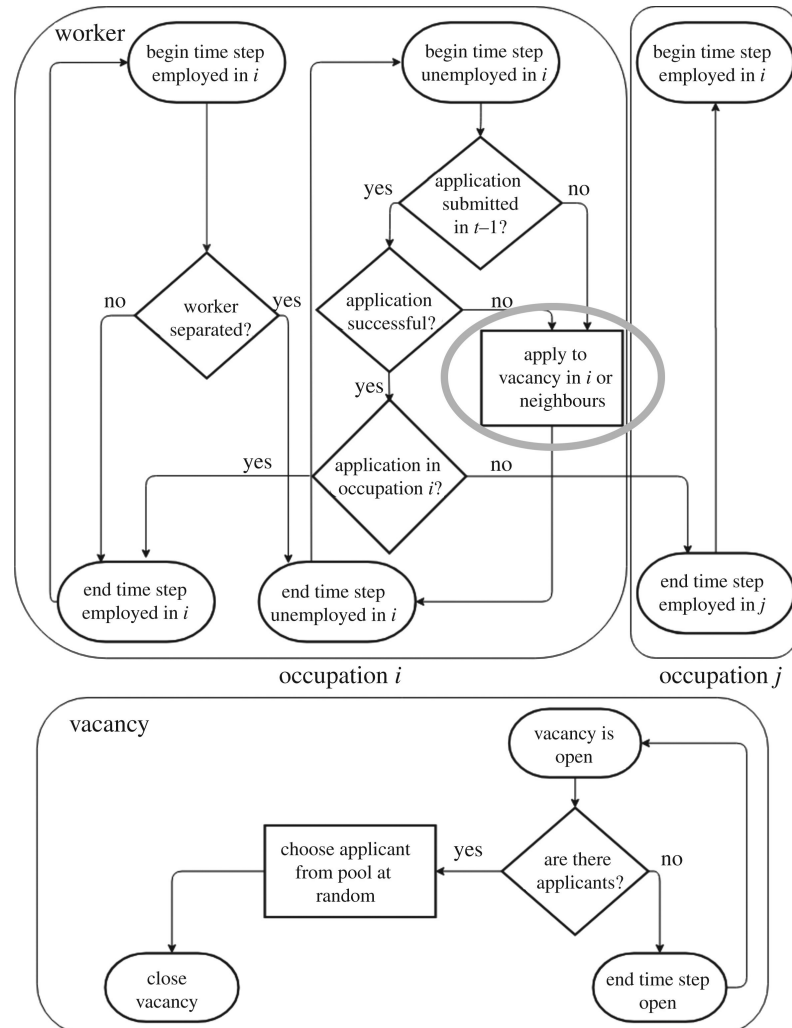 worker
begin time step
employed in i
begin time step
unemployed in i
begin time step
employed in i
yes
application
submitted
in t–1?
no
no
worker
separated?
yes
application
successful?
no
apply to
vacancy in i or
neighbours
yes
yes
application in
occupation i?
no
end time step
employed in i
end time step
unemployed in i
end time step
employed in j
occupation i
occupation j
vacancy
vacancy is
open
choose applicant
from pool at
random
yes
are there
applicants?
no
close
vacancy
end time step
open